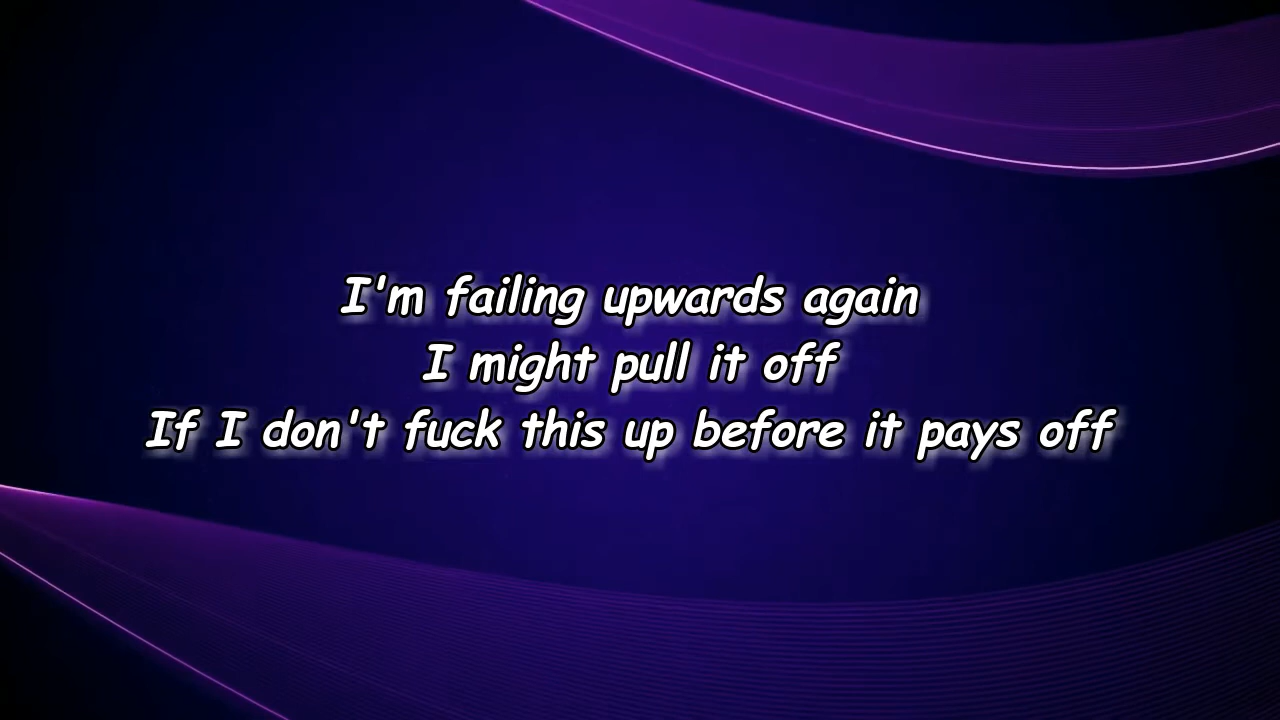 I'm failing upwards again
I might pull it off
If I don't fuck this up before it pays off